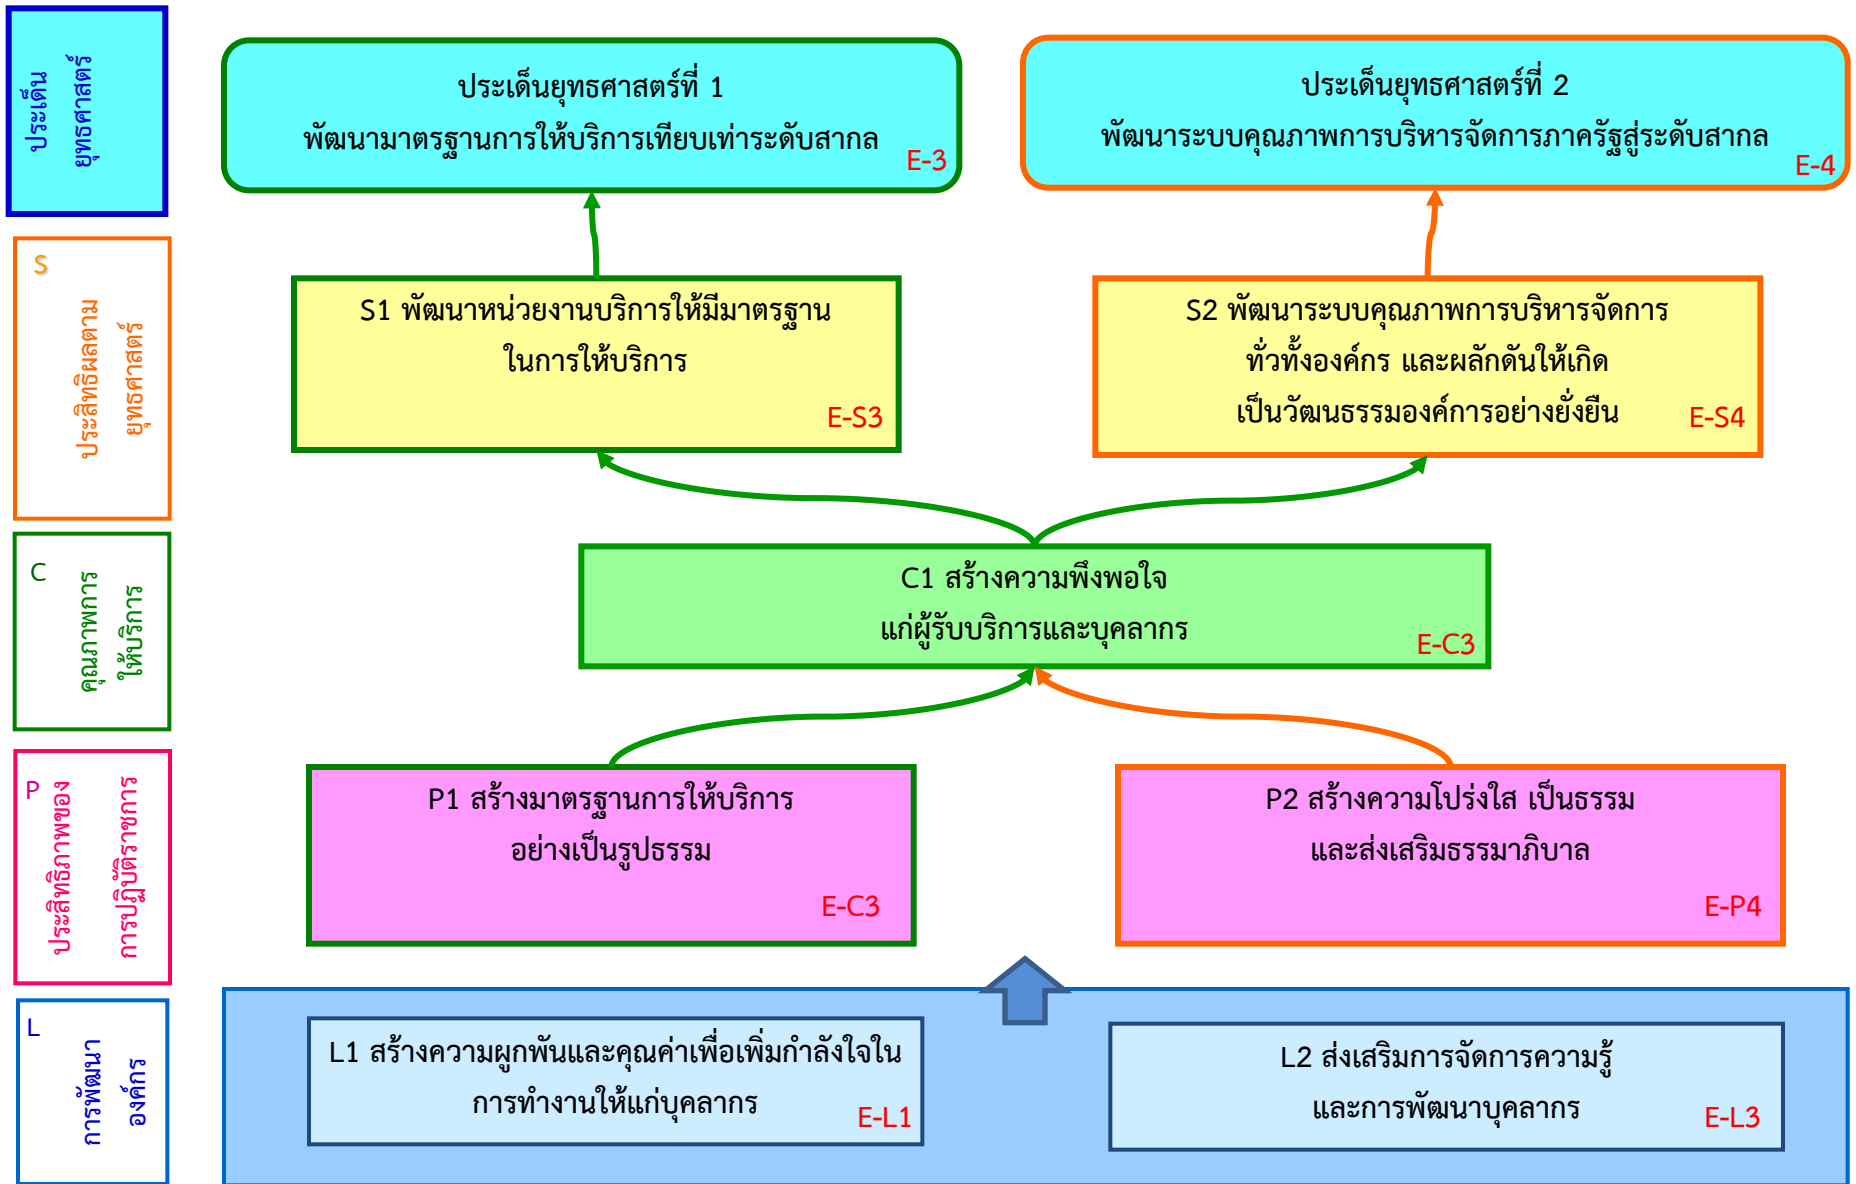 ประเด็น
ยุทธศาสตร์
ประเด็นยุทธศาสตร์ที่ 1
พัฒนามาตรฐานการให้บริการเทียบเท่าระดับสากล
E-3
ประเด็นยุทธศาสตร์ที่ 2
พัฒนาระบบคุณภาพการบริหารจัดการภาครัฐสู่ระดับสากล
E-4
S
ประสิทธิผลตาม
ยุทธศาสตร์
S1 พัฒนาหน่วยงานบริการให้มีมาตรฐาน
ในการให้บริการ
E-S3
S2 พัฒนาระบบคุณภาพการบริหารจัดการ
ทั่วทั้งองค์กร และผลักดันให้เกิด
เป็นวัฒนธรรมองค์การอย่างยั่งยืน
E-S4
C
คุณภาพการ
ให้บริการ
C1 สร้างความพึงพอใจ
แก่ผู้รับบริการและบุคลากร
E-C3
P
ประสิทธิภาพของ
การปฏิบัติราชการ
P1 สร้างมาตรฐานการให้บริการ
อย่างเป็นรูปธรรม
E-C3
P2 สร้างความโปร่งใส เป็นธรรม
และส่งเสริมธรรมาภิบาล
E-P4
L
การพัฒนา
องค์กร
L1 สร้างความผูกพันและคุณค่าเพื่อเพิ่มกำลังใจใน
การทำงานให้แก่บุคลากร
E-L1
L2 ส่งเสริมการจัดการความรู้
และการพัฒนาบุคลากร
E-L3